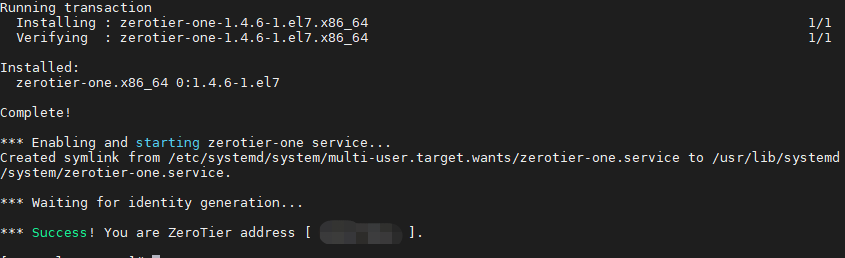 Running transaction
Installing : zerotier-one-1.4.6-1.el7.x86_64 1/1
Verifying  : zerotier-one-1.4.6-1.el7.x86_64 1/1
Installed:
zerotier-one.x86_64 0:1.4.6-1.el7
Complete!
*** Enabling and starting zerotier-one service...
Created symlink from /etc/systemd/system/multi-user.target.wants/zerotier-one.service to /usr/lib/systemd
/system/zerotier-one.service.
*** Waiting for identity generation...
*** Success! You are ZeroTier address [ ].